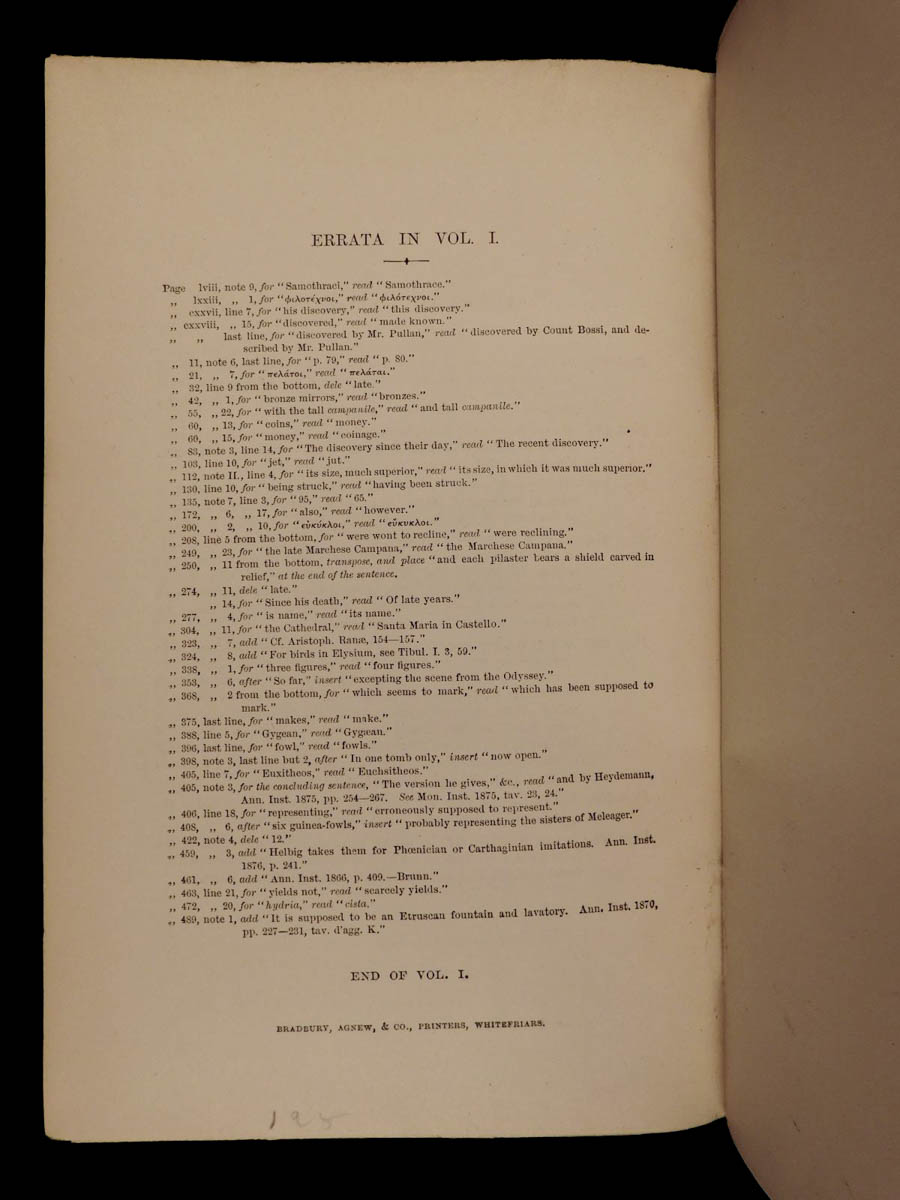 ERRATA IN VOL. I.
Page lviii, note 9, for "Samothraci," read "Samothrace."
„ lxxiii, „ 1, for "φιλοτέχνοι," read "φιλότεχνοι."
„ cxxvii, line 7, for "his discovery," read "this discovery."
„ cxxviii, „ 15, for "discovered," read "made known."
„ „ last line, for "discovered by Mr. Pullan," read "discovered by Count Bossi, and de-
scribed by Mr. Pullan."
„ 11, note 6, last line, for "p. 79," read "p. 80."
„ 21, „ 7, for "πελάτοι," read "πελάται."
„ 32, line 9 from the bottom, dele "late."
„ 42, „ 1, for "bronze mirrors," read "bronzes."
„ 55, „ 22, for "with the tall campanile," read "and tall campanile."
„ 60, „ 13, for "coins," read "money."
„ 60, „ 15, for "money," read "coinage."
„ 83, note 3, line 14, for "The discovery since their day," read "The recent discovery."
„ 103, line 10, for "jet," read "jut."
„ 112, note II., line 4, for "its size, much superior," read "its size, in which it was much superior."
„ 130, line 10, for "being struck," read "having been struck."
„ 135, note 7, line 3, for "95," read "65."
„ 172, „ 6, „ 17, for "also," read "however."
„ 200, „ 2, „ 10, for "εὐκύκλοι," read "εὔκυκλοι."
„ 208, line 5 from the bottom, for "were wont to recline," read "were reclining."
„ 249, „ 23, for "the late Marchese Campana," read "the Marchese Campana."
„ 250, „ 11 from the bottom, transpose, and place "and each pilaster bears a shield carved in
relief," at the end of the sentence.
„ 274, „ 11, dele "late."
„ 14, for "Since his death," read "Of late years."
„ 277, „ 4, for "is name," read "its name."
„ 304, „ 11, for "the Cathedral," read "Santa Maria in Castello."
„ 323, „ 7, add "Cf. Aristoph. Ranæ, 154—157."
„ 324, „ 8, add "For birds in Elysium, see Tibul. I. 3, 59."
„ 338, „ 1, for "three figures," read "four figures."
„ 353, „ 6, after "So far," insert "excepting the scene from the Odyssey."
„ 368, „ 2 from the bottom, for "which seems to mark," read "which has been supposed to
mark."
„ 375, last line, for "makes," read "make."
„ 388, line 5, for "Gygean," read "Gygæan."
„ 396, last line, for "fowl," read "fowls."
„ 398, note 3, last line but 2, after "In one tomb only," insert "now open."
„ 405, line 7, for "Euxitheos," read "Euchsitheos."
„ 405, note 3, for the concluding sentence, "The version he gives," &c., read "and by Heydemann,
Ann. Inst. 1875, pp. 254—267. See Mon. Inst. 1875, tav. 23, 24."
„ 406, line 18, for "representing," read "erroneously supposed to represent."
„ 408, „ 6, after "six guinea-fowls," insert "probably representing the sisters of Meleager."
„ 422, note 4, dele "12."
„ 459, „ 3, add "Helbig takes them for Phœnician or Carthaginian imitations. Ann. Inst.
1876, p. 241."
„ 461, „ 6, add "Ann. Inst. 1866, p. 409.—Brunn."
„ 463, line 21, for "yields not," read "scarcely yields."
„ 472, „ 20, for "hydria," read "cista."
„ 489, note 1, add "It is supposed to be an Etruscan fountain and lavatory. Ann. Inst. 1870,
pp. 227—231, tav. d'agg. K."
END OF VOL. I.
BRADBURY, AGNEW, & CO., PRINTERS, WHITEFRIARS.